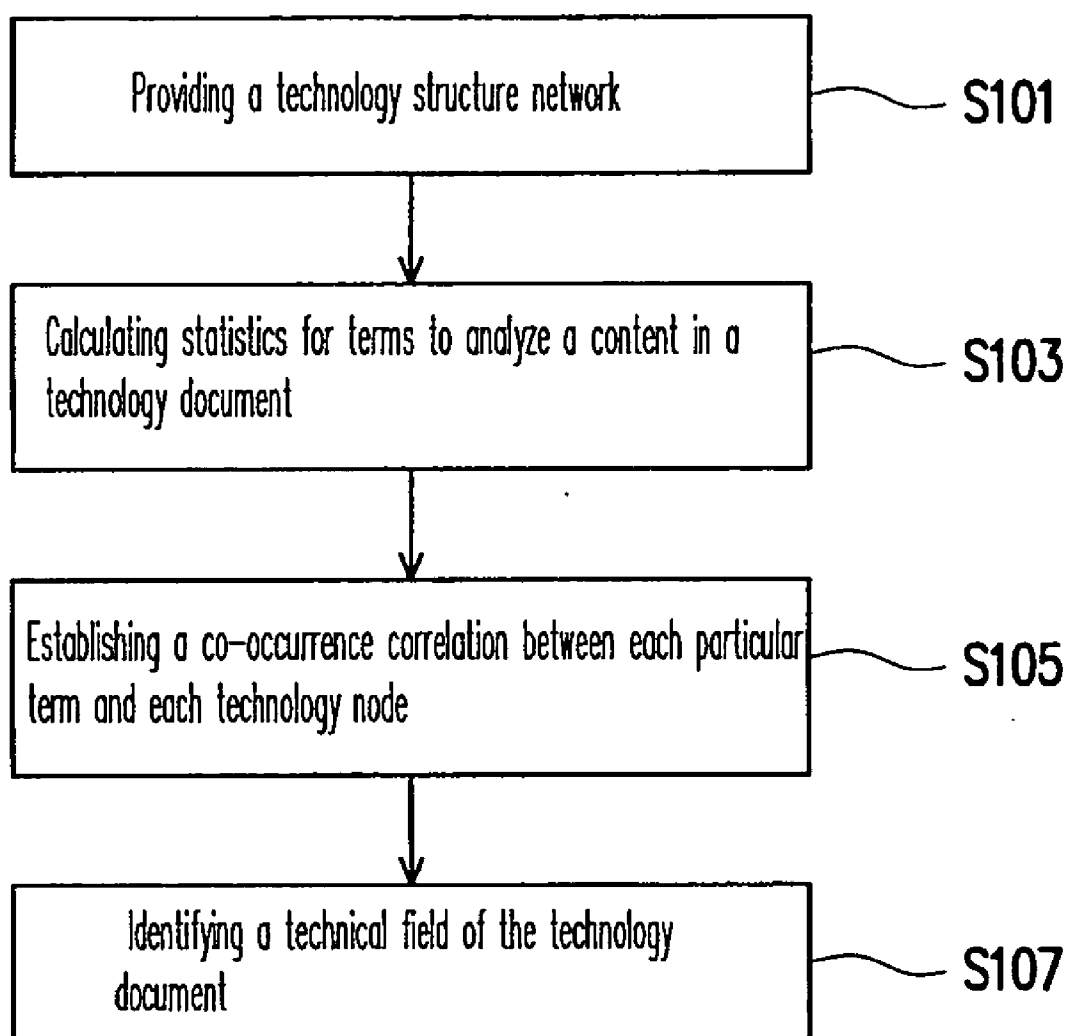 Providing a technology structure network
S101
Calculating statistics for terms to analyze a content in a
technology document
S103
Establishing a co-occurrence correlation between each particular
term and each technology node
S105
Identifying a technical field of the technology
document
S107